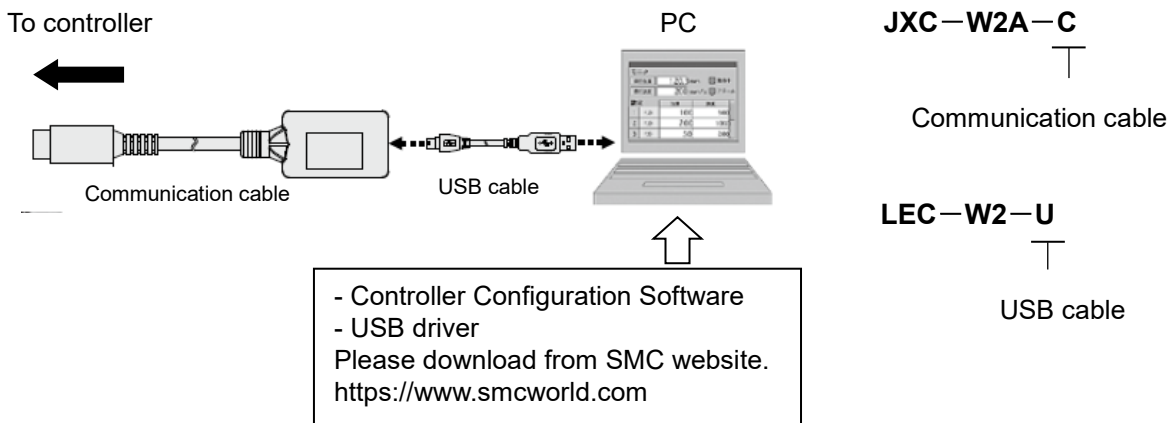 To controller
PC
JXC－W2A－C
Communication cable
Communication cable
USB cable
LEC－W2－U
USB cable
- Controller Configuration Software
- USB driver
Please download from SMC website.
https://www.smcworld.com